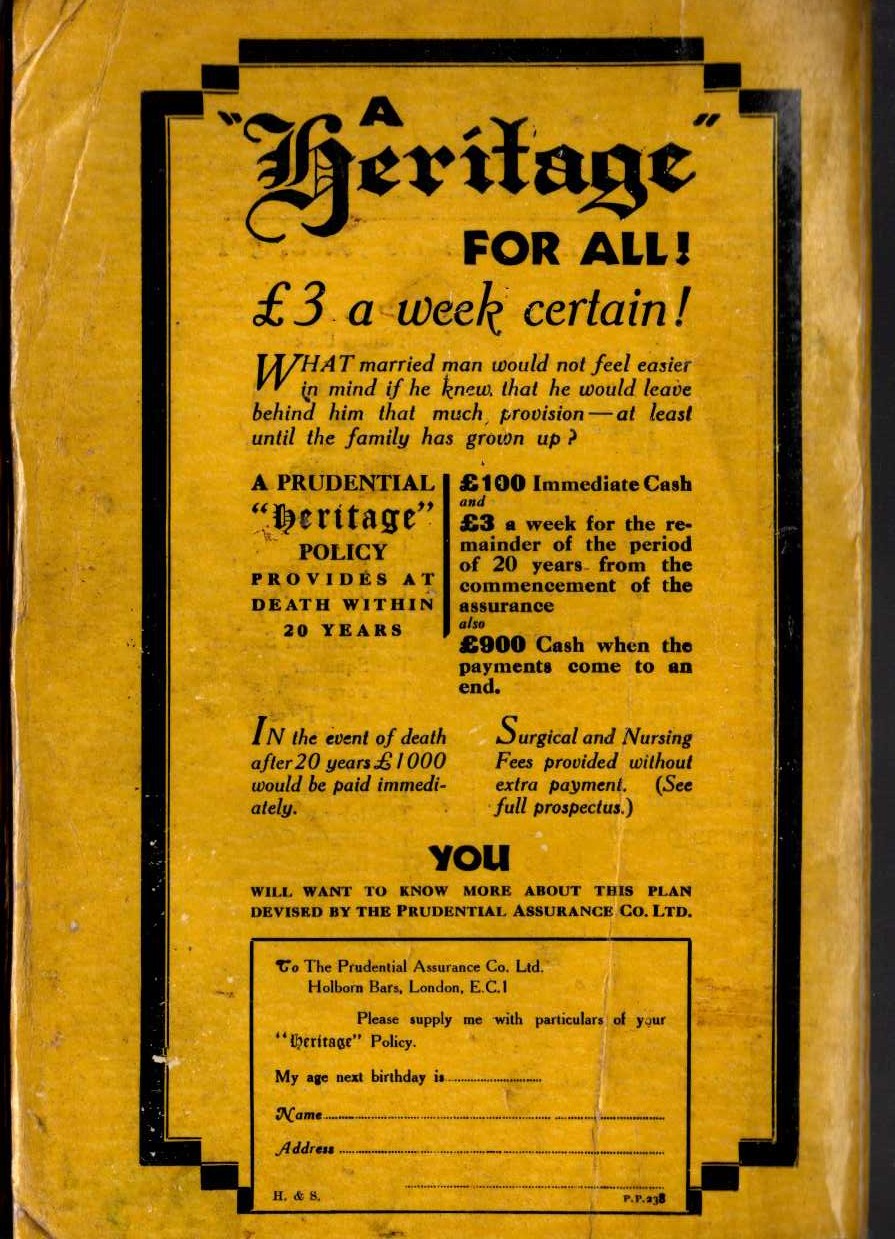 A
"Heritage"
FOR ALL!
£3 a week certain!
WHAT married man would not feel easier
in mind if he knew that he would leave
behind him that much provision — at least
until the family has grown up?
A PRUDENTIAL
"Heritage"
POLICY
PROVIDES AT
DEATH WITHIN
20 YEARS
£100 Immediate Cash
and
£3 a week for the re-
mainder of the period
of 20 years from the
commencement of the
assurance
also
£900 Cash when the
payments come to an
end.
IN the event of death
after 20 years £1000
would be paid immedi-
ately.
Surgical and Nursing
Fees provided without
extra payment. (See
full prospectus.)
YOU
WILL WANT TO KNOW MORE ABOUT THIS PLAN
DEVISED BY THE PRUDENTIAL ASSURANCE CO. LTD.
To The Prudential Assurance Co. Ltd.
Holborn Bars, London, E.C.1
Please supply me with particulars of your
"Heritage" Policy.
My age next birthday is
Name
Address
H. & S.
P.P.238